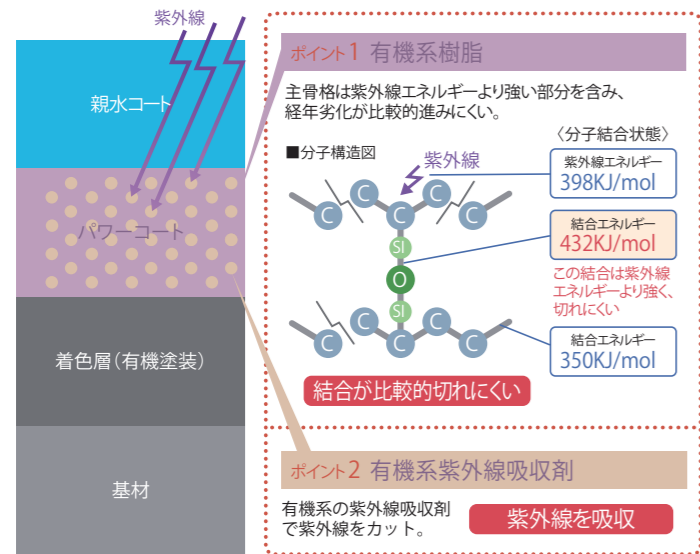 紫外線
親水コート
パワーコート
着色層(有機塗装)
基材
ポイント1 有機系樹脂
主骨格は紫外線エネルギーより強い部分を含み、
経年劣化が比較的進みにくい。
〈分子結合状態〉
■分子構造図
紫外線
紫外線エネルギー
398KJ/mol
C C C C C
SI
O
SI
C C C C C
結合エネルギー
432KJ/mol
この結合は紫外線
エネルギーより強く、
切れにくい
結合エネルギー
350KJ/mol
結合が比較的切れにくい
ポイント2 有機系紫外線吸収剤
有機系の紫外線吸収剤
で紫外線をカット。
紫外線を吸収